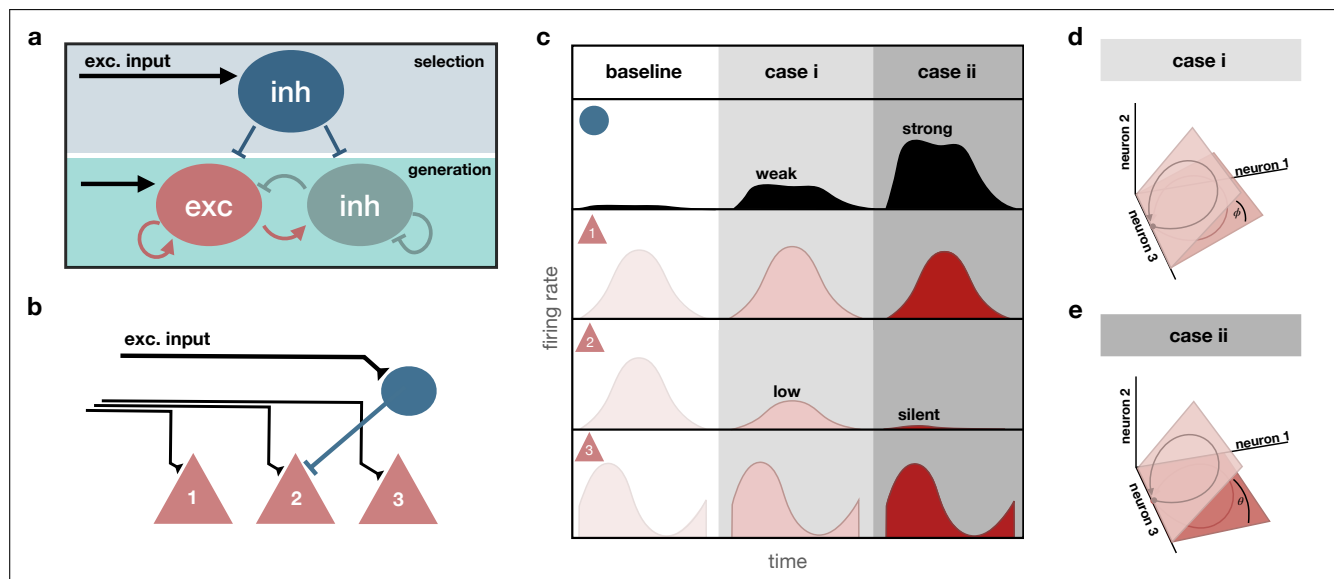 a
exc. input
selection
inh
generation
exc
inh
b
exc. input
1
2
3
c
baseline
case i
case ii
firing rate
weak
strong
1
2
low
silent
3
time
d
case i
neuron 2
neuron 1
neuron 3
ϕ
e
case ii
neuron 2
neuron 1
neuron 3
θ